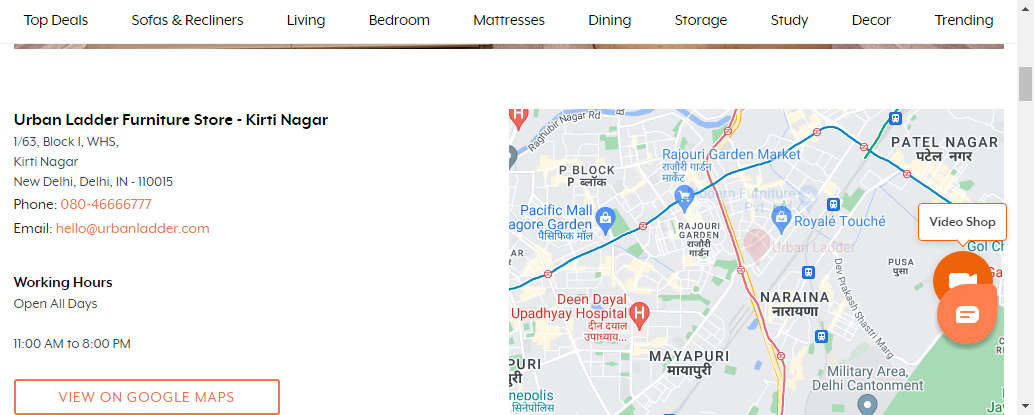 Top Deals
Sofas & Recliners
Living
Bedroom
Mattresses
Dining
Storage
Study
Decor
Trending
Urban Ladder Furniture Store - Kirti Nagar
1/63, Block I, WHS,
Kirti Nagar
New Delhi, Delhi, IN - 110015
Phone: 080-46666777
Email: hello@urbanladder.com
Working Hours
Open All Days
11:00 AM to 8:00 PM
VIEW ON GOOGLE MAPS
Raghubir Nagar Rd
PATEL NAGAR
पटेल नगर
Rajouri Garden Market
राजौरी गार्डन
मार्केट
P BLOCK
P ब्लॉक
Modern Furniture
Pvt. Ltd
Pacific Mall
agore Garden
पैसिफिक मॉल
Royalé Touché
RAJOURI
GARDEN
राजौरी
गार्डन
Urban Ladder
Video Shop
Gol Ch
AR
PUSA
पुसा
Ga
Dev Prakash Shastri Marg
Deen Dayal
Upadhyay Hospital
दीन दयाल
उपाध्याय...
NARAINA
नारायणा
PURI
री
MAYAPURI
मायापुरी
Military Area,
Delhi Cantonment
nepolis
सिनेपोलिस